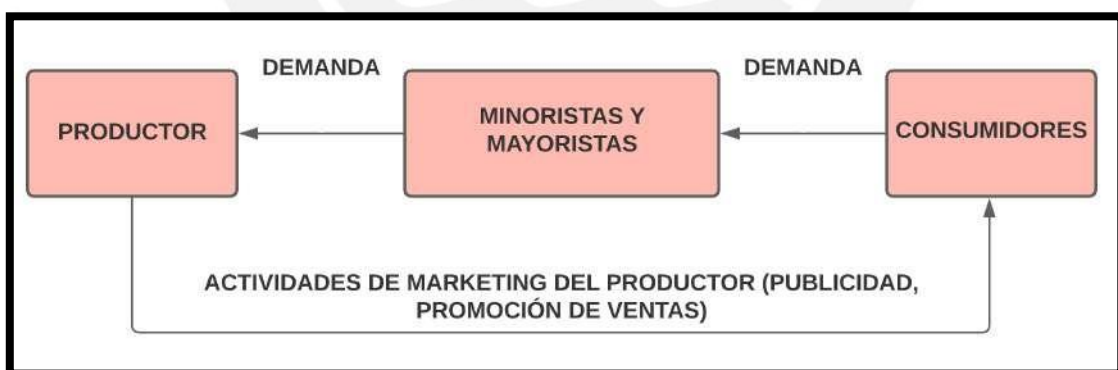 DEMANDA
DEMANDA
PRODUCTOR
MINORISTAS Y
MAYORISTAS
CONSUMIDORES
ACTIVIDADES DE MARKETING DEL PRODUCTOR (PUBLICIDAD,
PROMOCIÓN DE VENTAS)